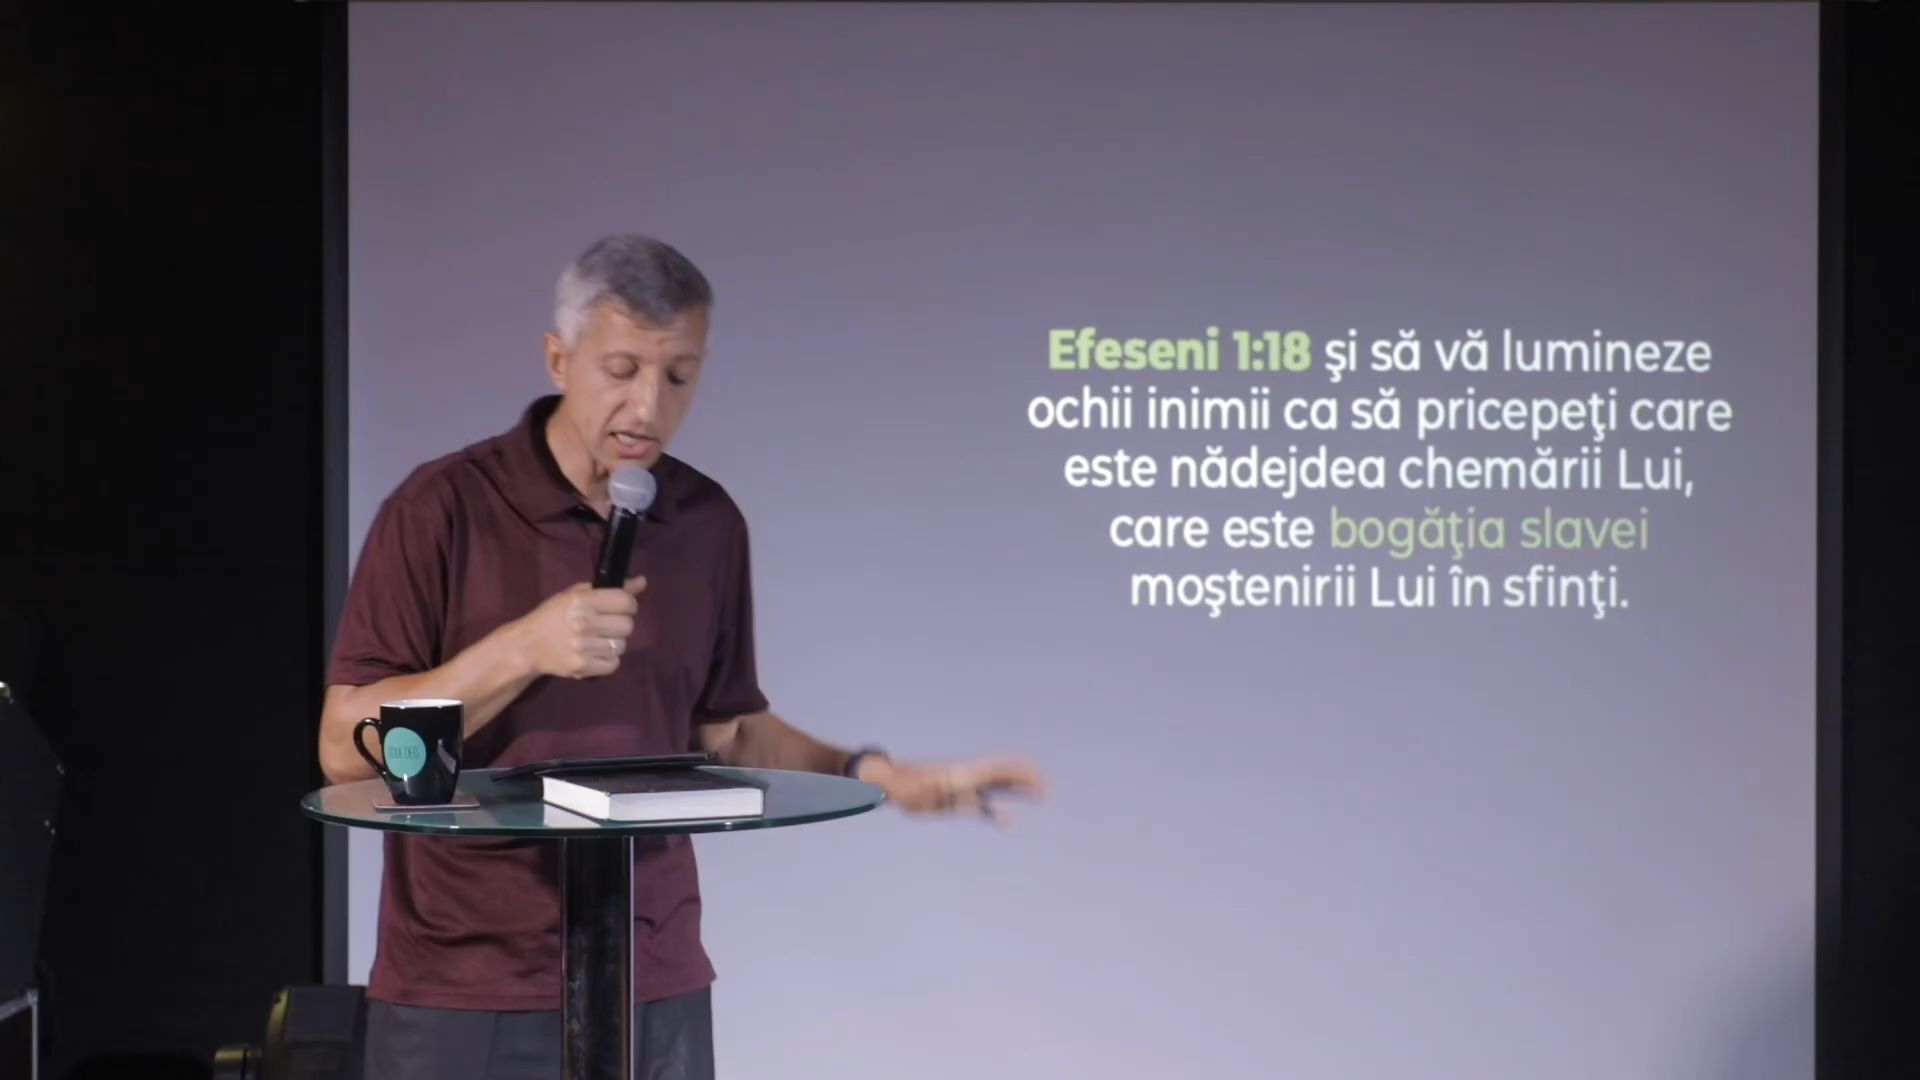 Efeseni 1:18 şi să vă lumineze
ochii inimii ca să pricepeţi care
este nădejdea chemării Lui,
care este bogăţia slavei
moştenirii Lui în sfinţi.